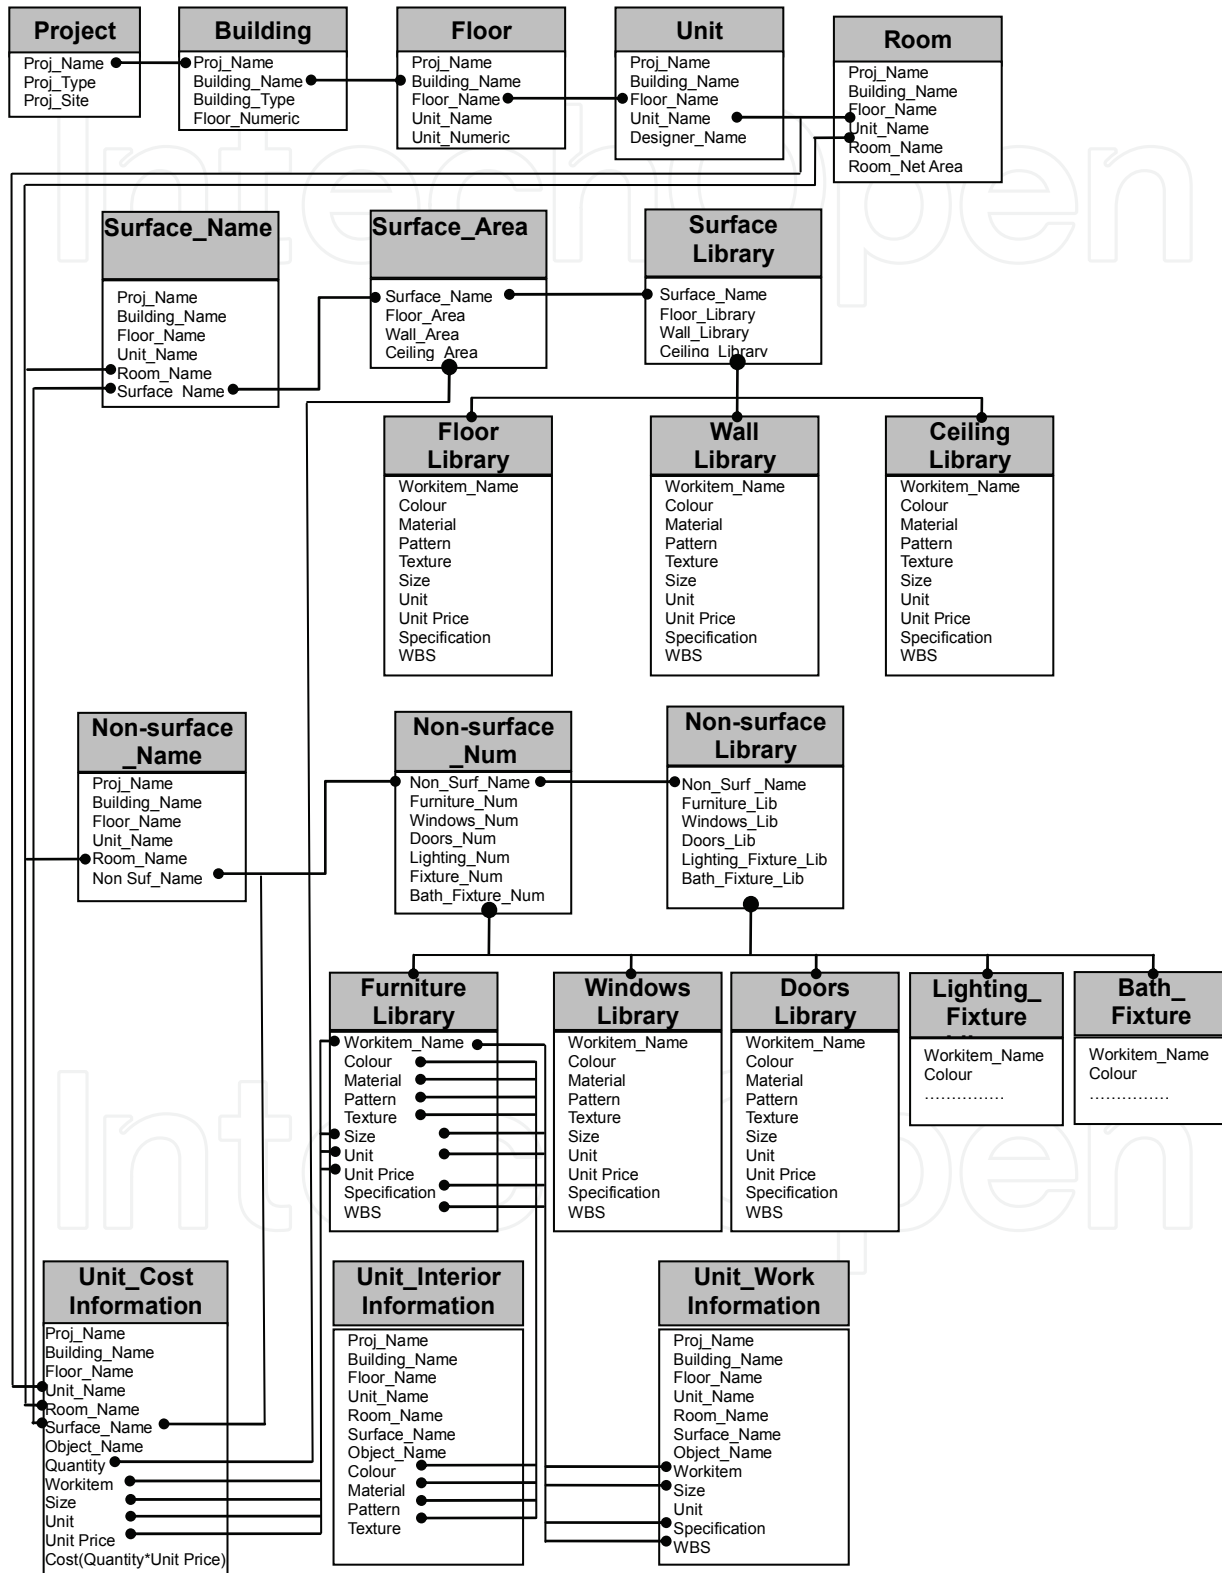 Project
Proj_Name
Proj_Type
Proj_Site
Building
Proj_Name
Building_Name
Building_Type
Floor_Numeric
Floor
Proj_Name
Building_Name
Floor_Name
Unit_Name
Unit_Numeric
Unit
Proj_Name
Building_Name
Floor_Name
Unit_Name
Designer_Name
Room
Proj_Name
Building_Name
Floor_Name
Unit_Name
Room_Name
Room_Net Area
IntechOpen
Surface_Name
Proj_Name
Building_Name
Floor_Name
Unit_Name
Room_Name
Surface_Name
Surface_Area
Surface_Name
Floor_Area
Wall_Area
Ceiling_Area
Surface
Library
Surface_Name
Floor_Library
Wall_Library
Ceiling_Library
Floor
Library
Workitem_Name
Colour
Material
Pattern
Texture
Size
Unit
Unit Price
Specification
WBS
Wall
Library
Workitem_Name
Colour
Material
Pattern
Texture
Size
Unit
Unit Price
Specification
WBS
Ceiling
Library
Workitem_Name
Colour
Material
Pattern
Texture
Size
Unit
Unit Price
Specification
WBS
Non-surface
_Name
Proj_Name
Building_Name
Floor_Name
Unit_Name
Room_Name
Non Suf_Name
Non-surface
_Num
Non_Surf_Name
Furniture_Num
Windows_Num
Doors_Num
Lighting_Num
Fixture_Num
Bath_Fixture_Num
Non-surface
Library
Non_Surf _Name
Furniture_Lib
Windows_Lib
Doors_Lib
Lighting_Fixture_Lib
Bath_Fixture_Lib
Furniture
Library
Workitem_Name
Colour
Material
Pattern
Texture
Size
Unit
Unit Price
Specification
WBS
Windows
Library
Workitem_Name
Colour
Material
Pattern
Texture
Size
Unit
Unit Price
Specification
WBS
Doors
Library
Workitem_Name
Colour
Material
Pattern
Texture
Size
Unit
Unit Price
Specification
WBS
Lighting_
Fixture
Workitem_Name
Colour
...............
Bath_
Fixture
Workitem_Name
Colour
...............
IntechOpen
Unit_Cost
Information
Proj_Name
Building_Name
Floor_Name
Unit_Name
Room_Name
Surface_Name
Object_Name
Quantity
Workitem
Size
Unit
Unit Price
Cost(Quantity*Unit Price)
Unit_Interior
Information
Proj_Name
Building_Name
Floor_Name
Unit_Name
Room_Name
Surface_Name
Object_Name
Colour
Material
Pattern
Texture
Unit_Work
Information
Proj_Name
Building_Name
Floor_Name
Unit_Name
Room_Name
Surface_Name
Object_Name
Workitem
Size
Unit
Specification
WBS